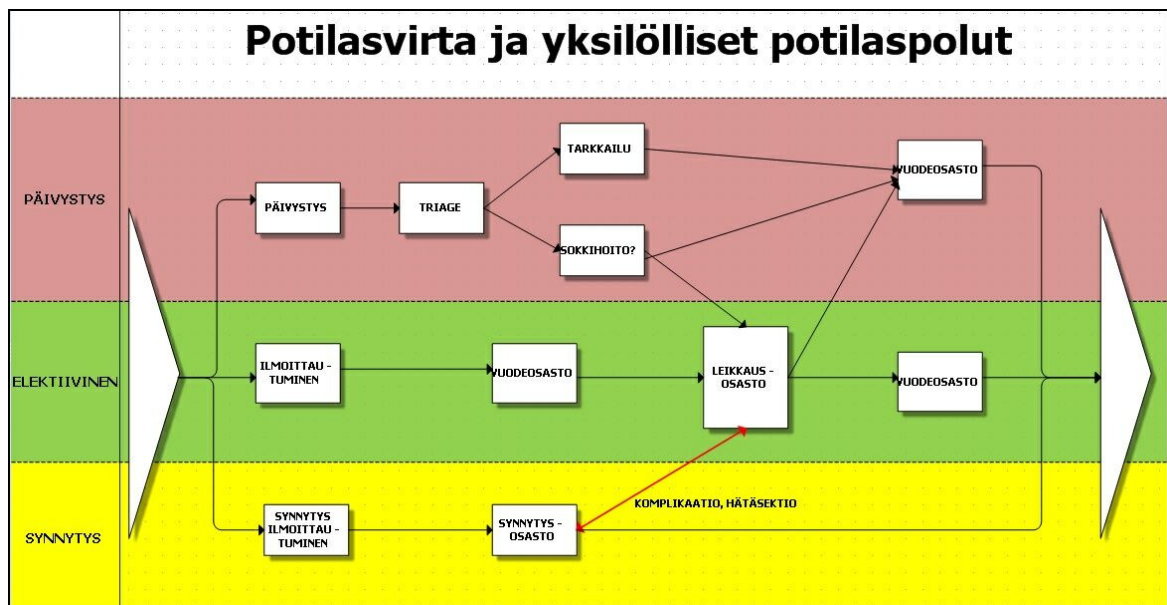 Potilasvirta ja yksilölliset potilaspolut
PÄIVYSTYS
PÄIVYSTYS
TRIAGE
TARKKAILU
SOKKIHOITO?
VUODEOSASTO
ELEKTIIVINEN
ILMOITTAU -
TUMINEN
VUODEOSASTO
LEIKKAUS -
OSASTO
VUODEOSASTO
SYNNYTYS
SYNNYTYS
ILMOITTAU -
TUMINEN
SYNNYTYS -
OSASTO
KOMPLIKAATIO, HÄTÄSEKTIO